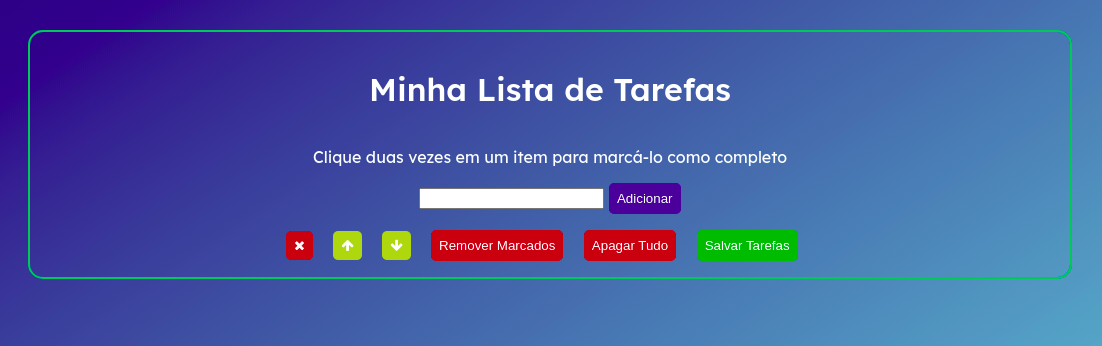 Minha Lista de Tarefas
Clique duas vezes em um item para marcá-lo como completo
Adicionar
Remover Marcados Apagar Tudo Salvar Tarefas